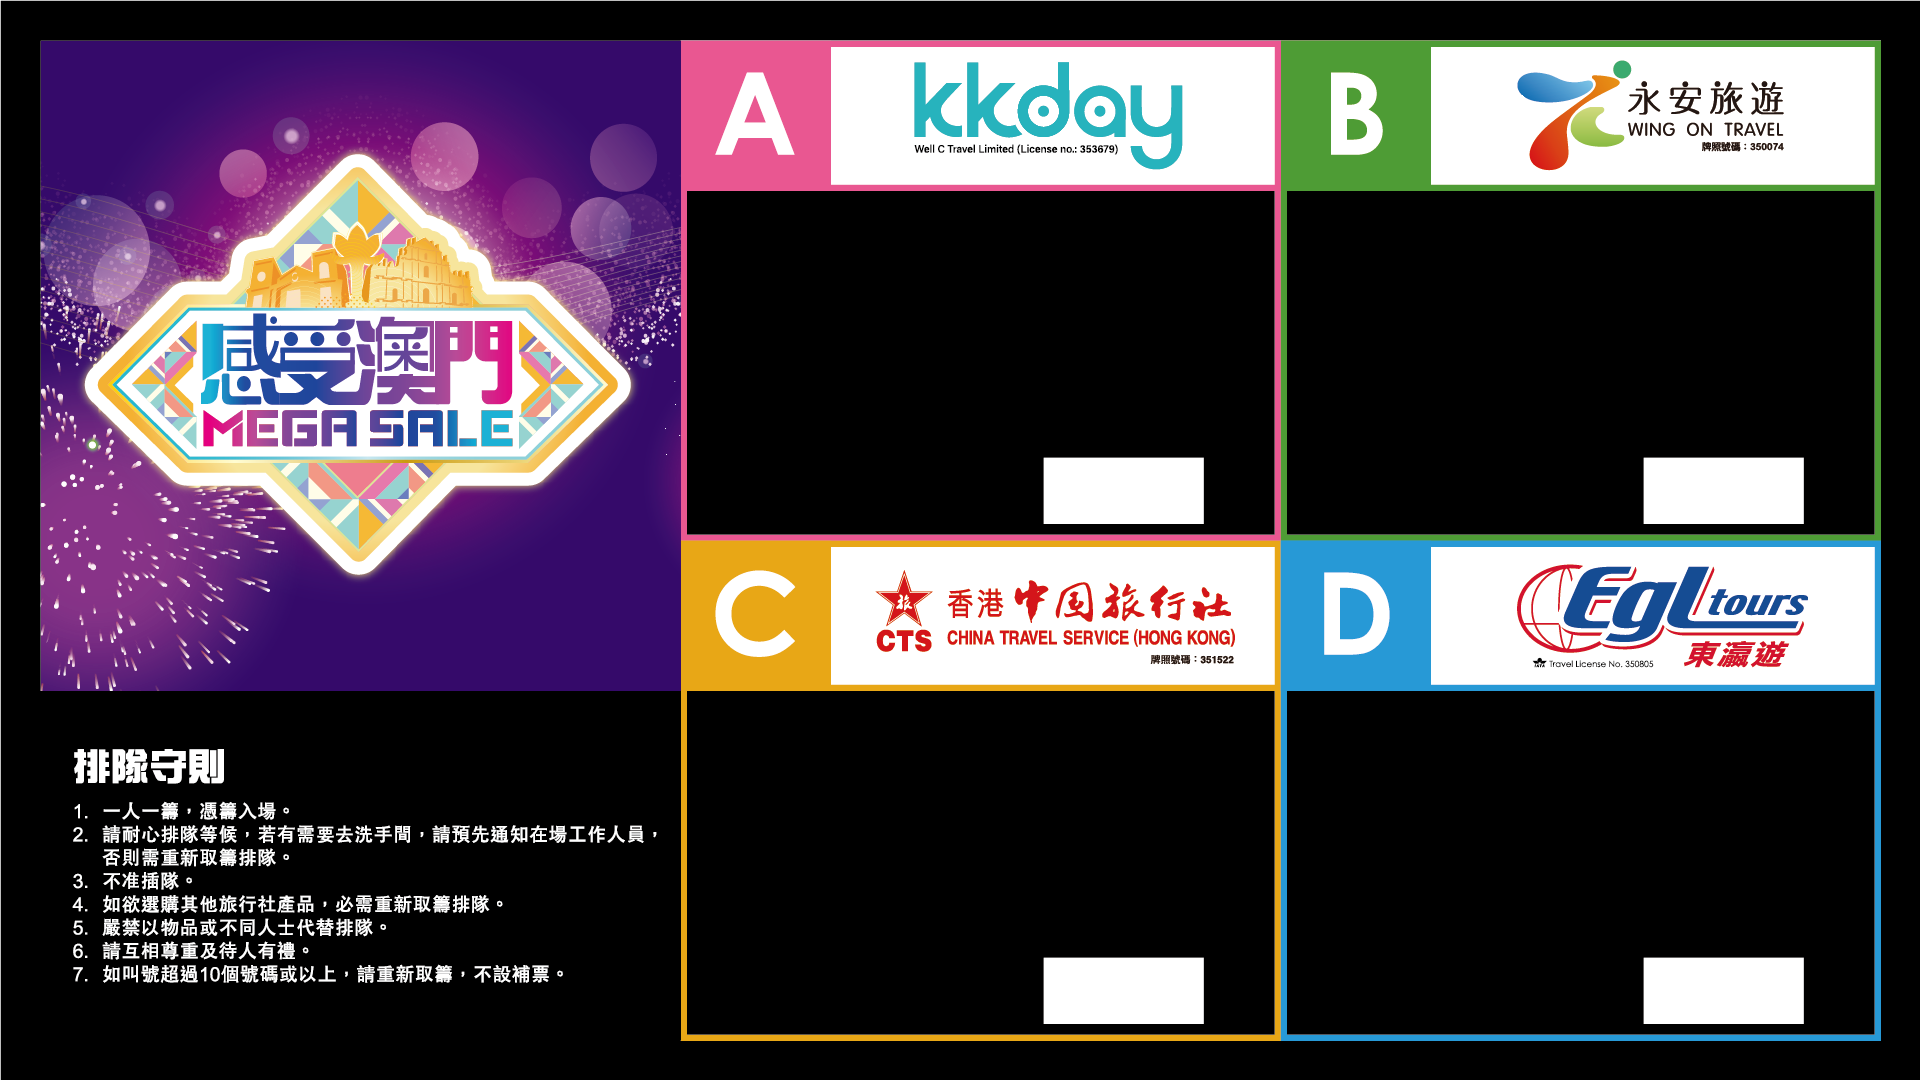 感受澳門
MEGA SALE
排隊守則
1. 一人一籌，憑籌入場。
2. 請耐心排隊等候，若有需要去洗手間，請預先通知在場工作人員，
否則需重新取籌排隊。
3. 不准插隊。
4. 如欲選購其他旅行社產品，必需重新取籌排隊。
5. 嚴禁以物品或不同人士代替排隊。
6. 請互相尊重及待人有禮。
7. 如叫號超過10個號碼或以上，請重新取籌，不設補票。
A
kkday
Well C Travel Limited (License no.: 353679)
B
永安旅遊
WING ON TRAVEL
牌照號碼：350074
C
旅
CTS
香港中国旅行社
CHINA TRAVEL SERVICE (HONG KONG)
牌照號碼：351522
D
EGL tours
東瀛遊
IATA Travel License No. 350805